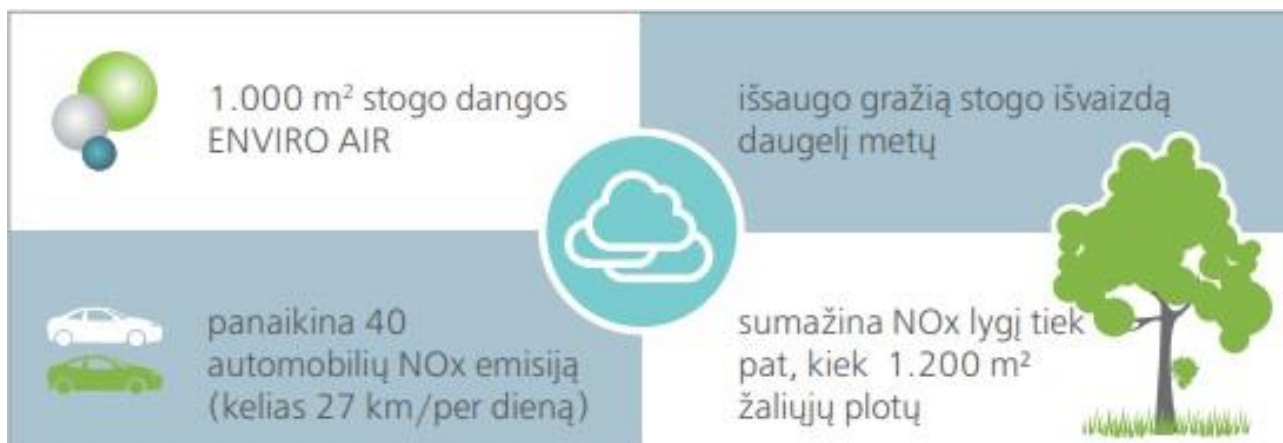 1.000 m² stogo dangos
ENVIRO AIR
išsaugo gražią stogo išvaizdą
daugelį metų
panaikina 40
automobilių NOx emisiją
(kelias 27 km/per dieną)
sumažina NOx lygį tiek
pat, kiek 1.200 m²
žaliųjų plotų